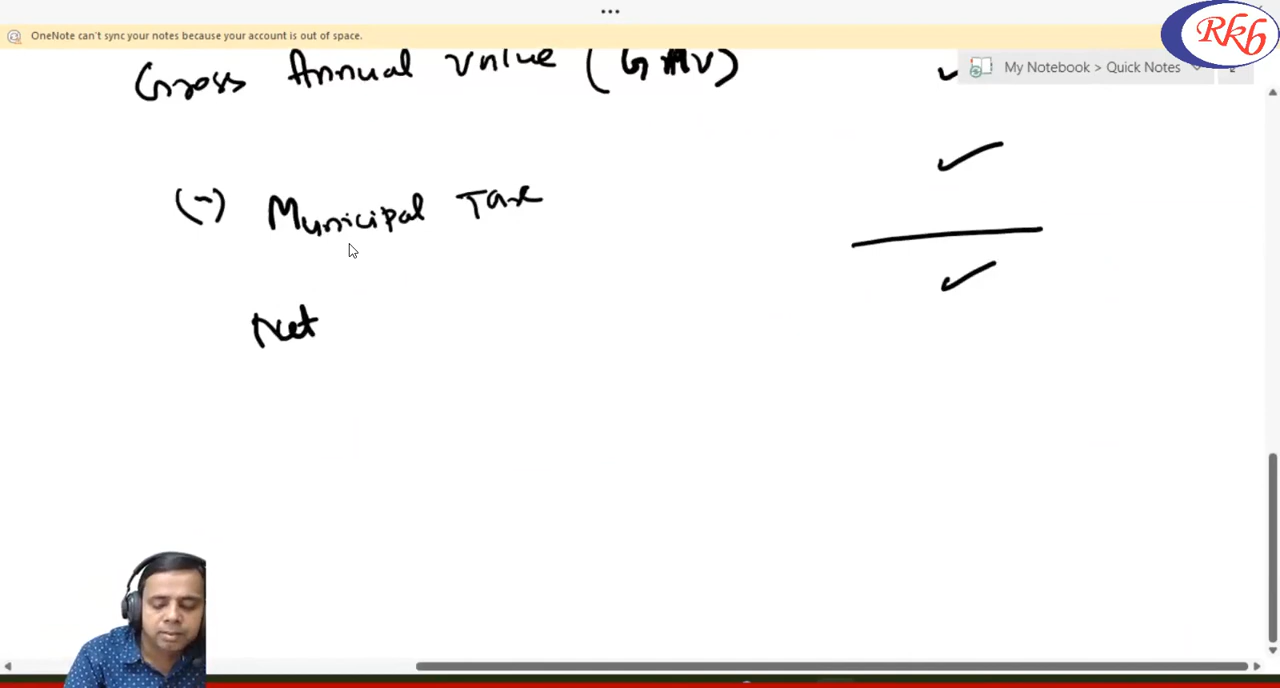 OneNote can't sync your notes because your account is out of space.
Rkb
My Notebook > Quick Notes
Gross Annual Value (GAV)
(-) Municipal Tax
Net